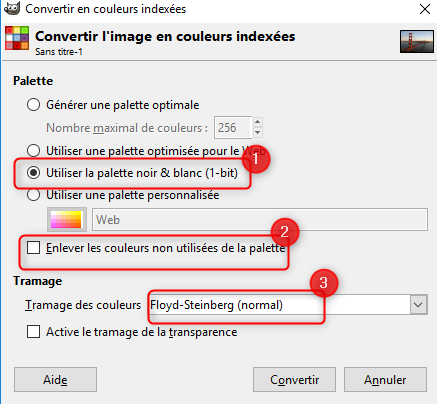 Convertir en couleurs indexées
Convertir l'image en couleurs indexées
Sans titre-1
Palette
Générer une palette optimale
Nombre maximal de couleurs : 256
Utiliser une palette optimisée pour le Web
1
Utiliser la palette noir & blanc (1-bit)
Utiliser une palette personnalisée
Web
2
Enlever les couleurs non utilisées de la palette
Tramage
3
Tramage des couleurs Floyd-Steinberg (normal)
Active le tramage de la transparence
Aide Convertir Annuler